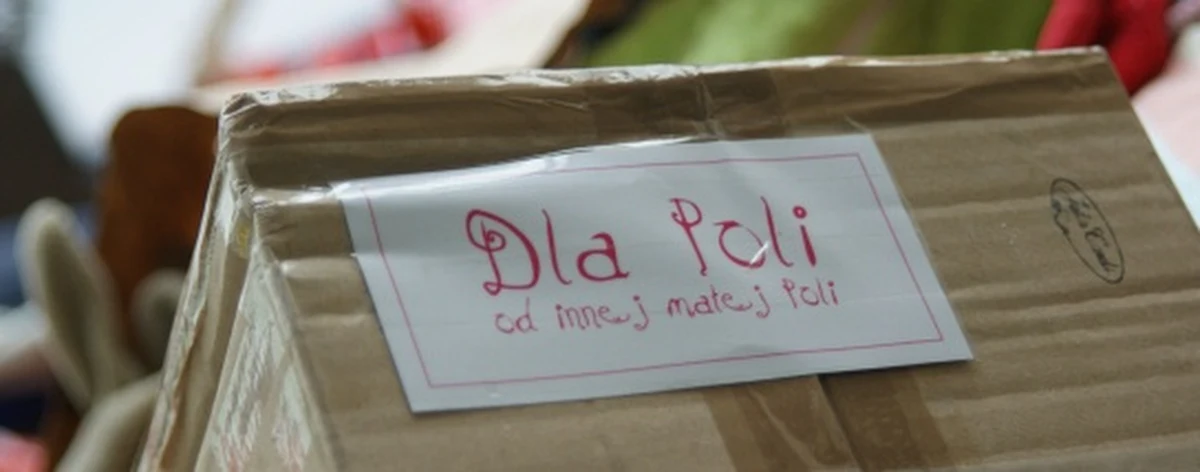 Dla Poli
od innej małej Poli